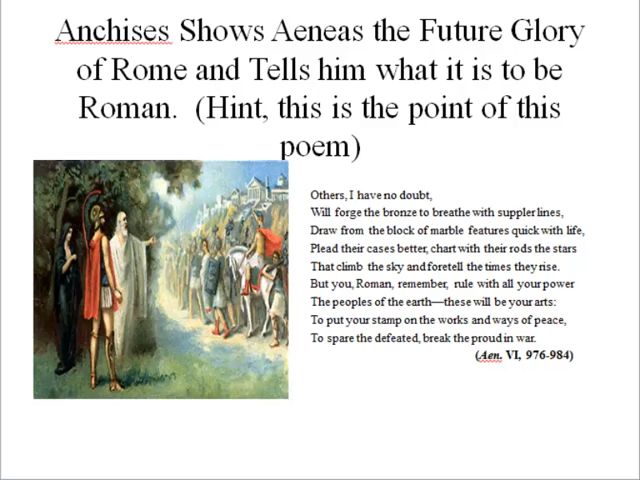 Anchises Shows Aeneas the Future Glory
of Rome and Tells him what it is to be
Roman. (Hint, this is the point of this
poem)
Others, I have no doubt,
Will forge the bronze to breathe with suppler lines,
Draw from the block of marble features quick with life,
Plead their cases better, chart with their rods the stars
That climb the sky and foretell the times they rise.
But you, Roman, remember, rule with all your power
The peoples of the earth—these will be your arts:
To put your stamp on the works and ways of peace,
To spare the defeated, break the proud in war.
(Aen. VI, 976-984)